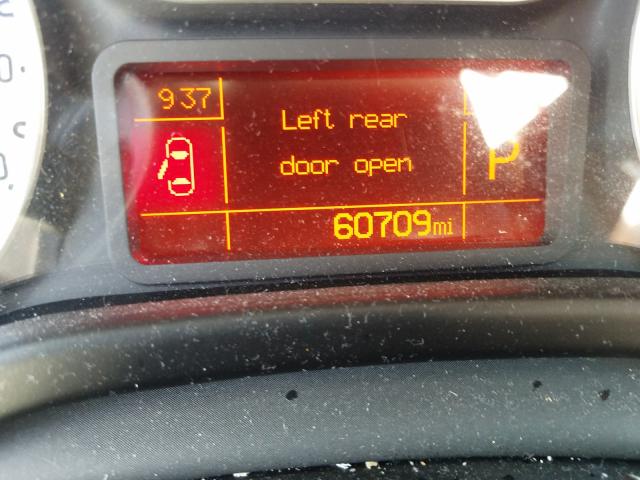 937
Left rear
door open
P
60709mi
C